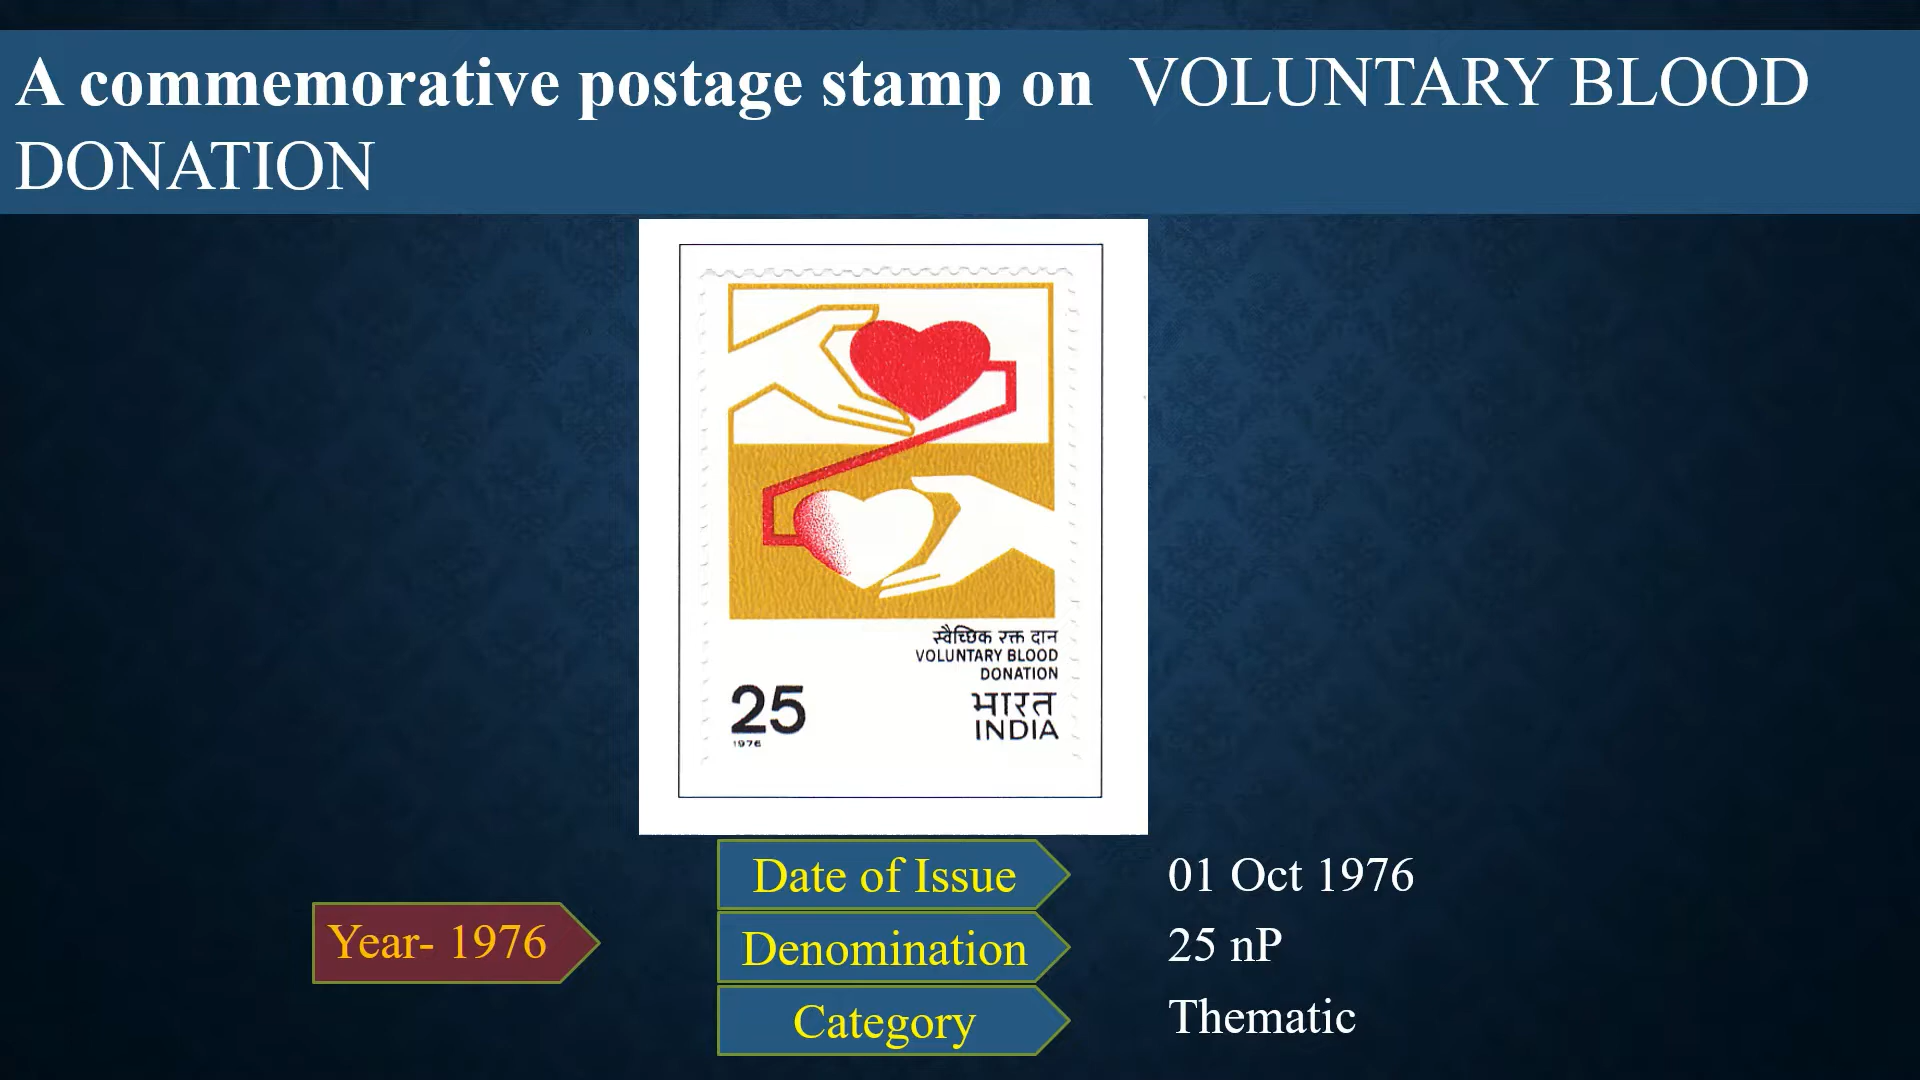 A commemorative postage stamp on VOLUNTARY BLOOD
DONATION
स्वैच्छिक रक्त दान
VOLUNTARY BLOOD
DONATION
25
1976
भारत
INDIA
Date of Issue
01 Oct 1976
Year- 1976
Denomination
25 nP
Category
Thematic